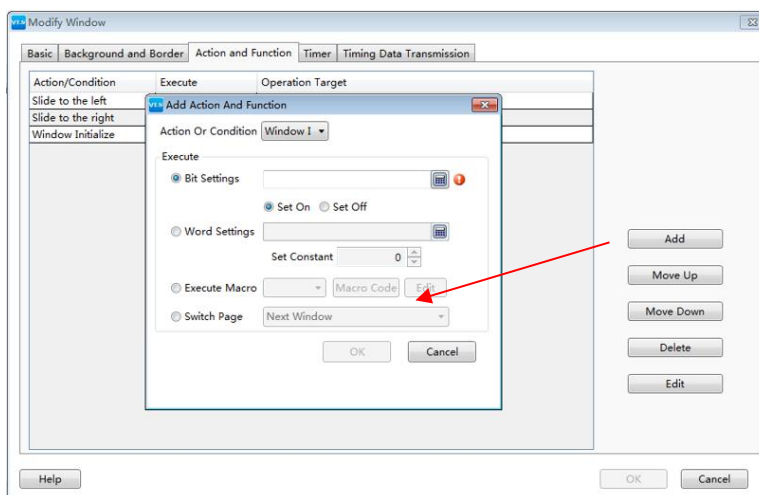 Modify Window
Basic Background and Border Action and Function Timer Timing Data Transmission
Action/Condition Execute Operation Target
Slide to the left
Slide to the right
Window Initialize
Add Action And Function
Action Or Condition Window I
Execute
Bit Settings
Set On Set Off
Word Settings
Set Constant 0
Execute Macro Macro Code Edit
Switch Page Next Window
OK Cancel
Add
Move Up
Move Down
Delete
Edit
Help OK Cancel